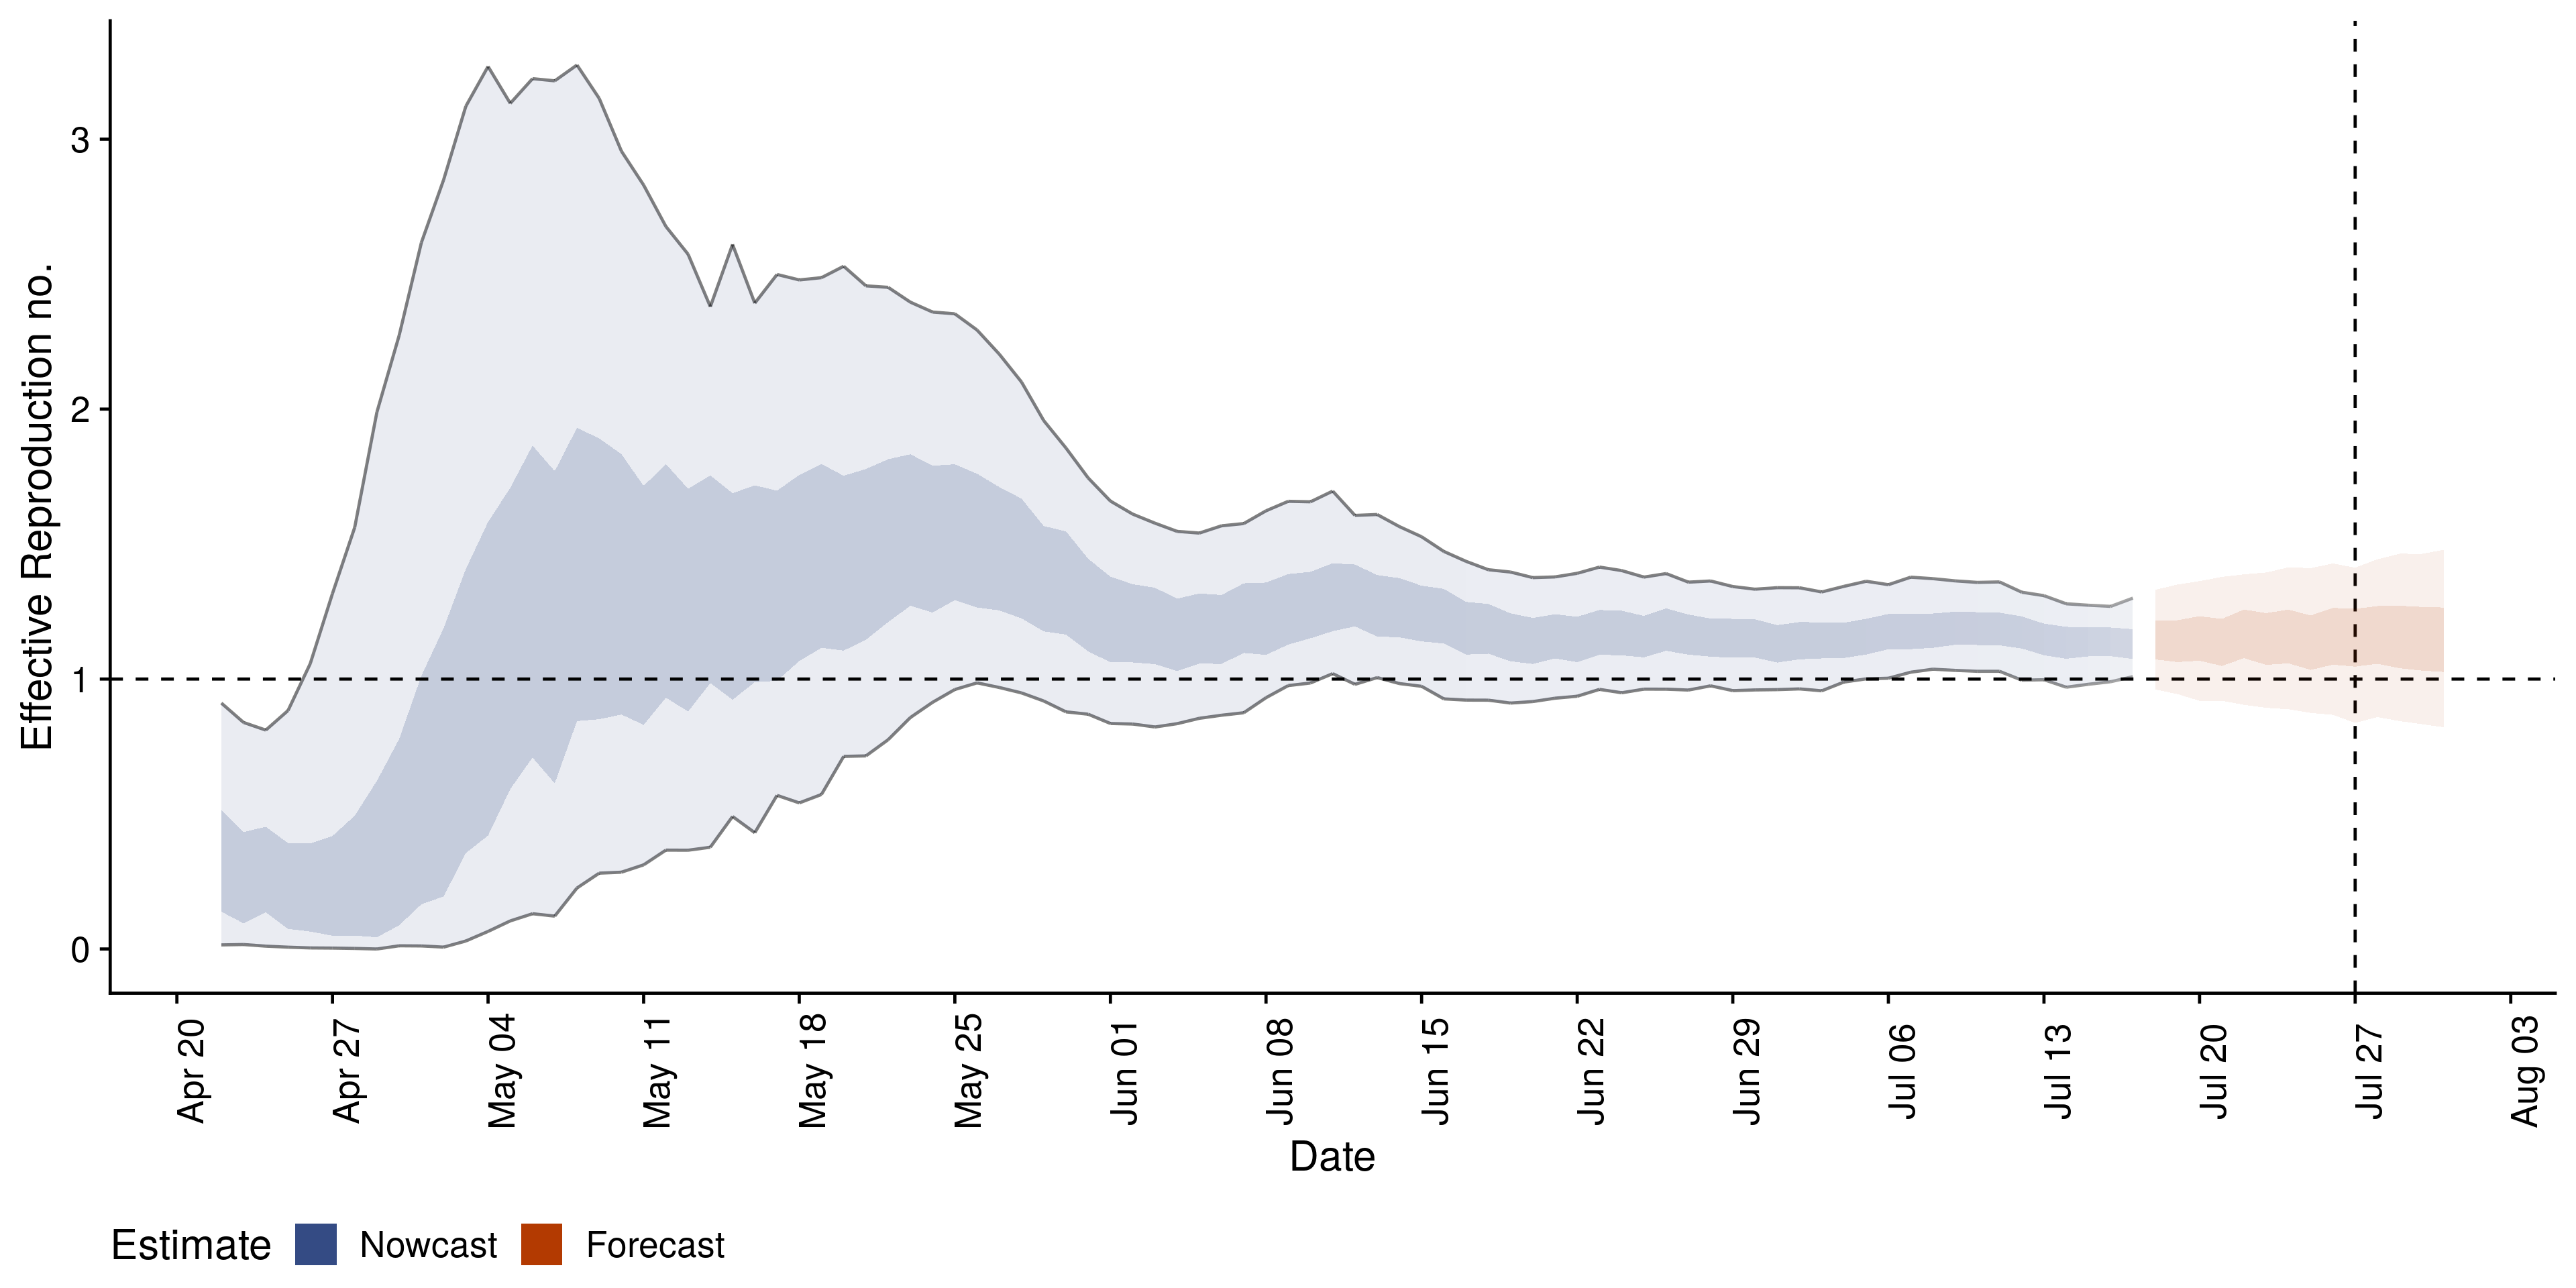 Effective Reproduction no.
3
2
1
0
Apr 20
Apr 27
May 04
May 11
May 18
May 25
Jun 01
Jun 08
Jun 15
Jun 22
Jun 29
Jul 06
Jul 13
Jul 20
Jul 27
Aug 03
Date
Estimate Nowcast Forecast